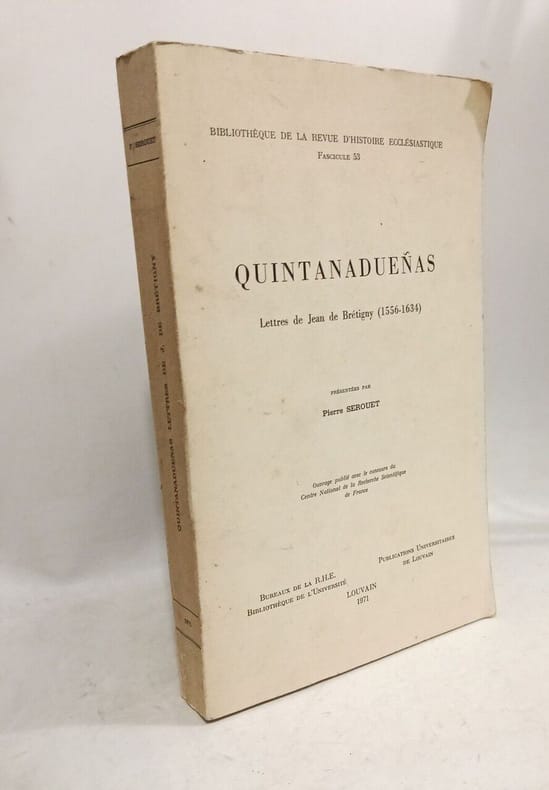 BIBLIOTHÈQUE DE LA REVUE D'HISTOIRE ECCLÉSIASTIQUE
FASCICULE 53
QUINTANADUEÑAS
Lettres de Jean de Brétigny (1556-1634)
PRÉSENTÉES PAR
Pierre SEROUET
Ouvrage publié avec le concours du
Centre National de la Recherche Scientifique
de France
BUREAUX DE LA R.H.E.
BIBLIOTHÈQUE DE L'UNIVERSITÉ
PUBLICATIONS UNIVERSITAIRES
DE LOUVAIN
LOUVAIN
1971
P. SEROUET
QUINTANADUEÑAS LETTRES DE J. DE BRÉTIGNY
1971